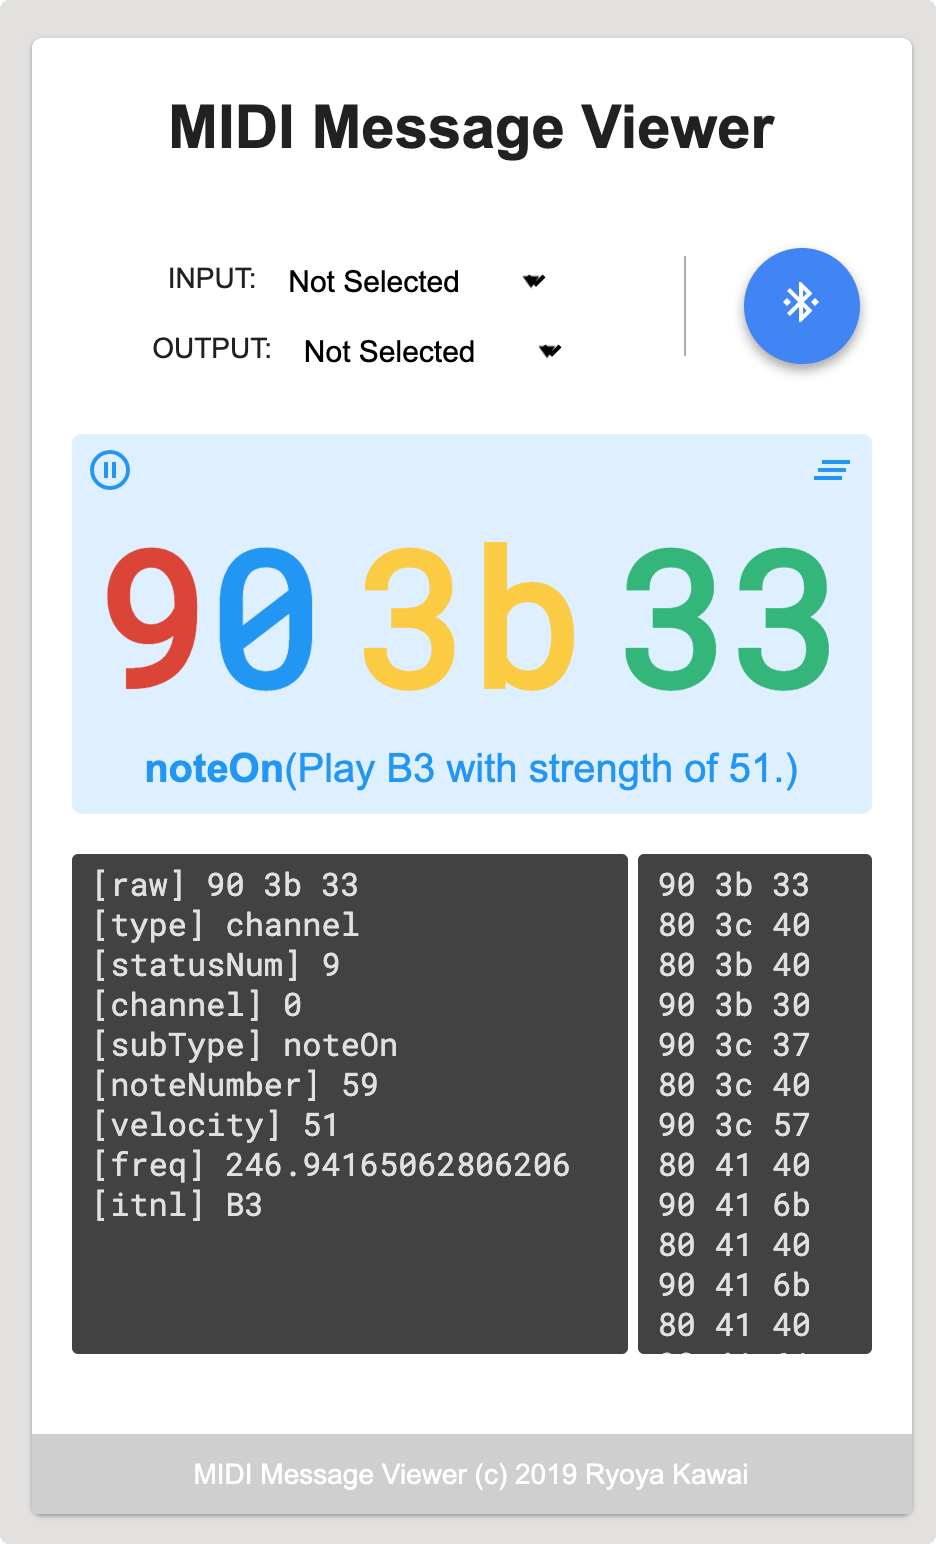 MIDI Message Viewer
INPUT: Not Selected
OUTPUT: Not Selected
90 3b 33
noteOn(Play B3 with strength of 51.)
[raw] 90 3b 33
[type] channel
[statusNum] 9
[channel] 0
[subType] noteOn
[noteNumber] 59
[velocity] 51
[freq] 246.94165062806206
[itnl] B3
90 3b 33
80 3c 40
80 3b 40
90 3b 30
90 3c 37
80 3c 40
90 3c 57
80 41 40
90 41 6b
80 41 40
90 41 6b
80 41 40
MIDI Message Viewer (c) 2019 Ryoya Kawai